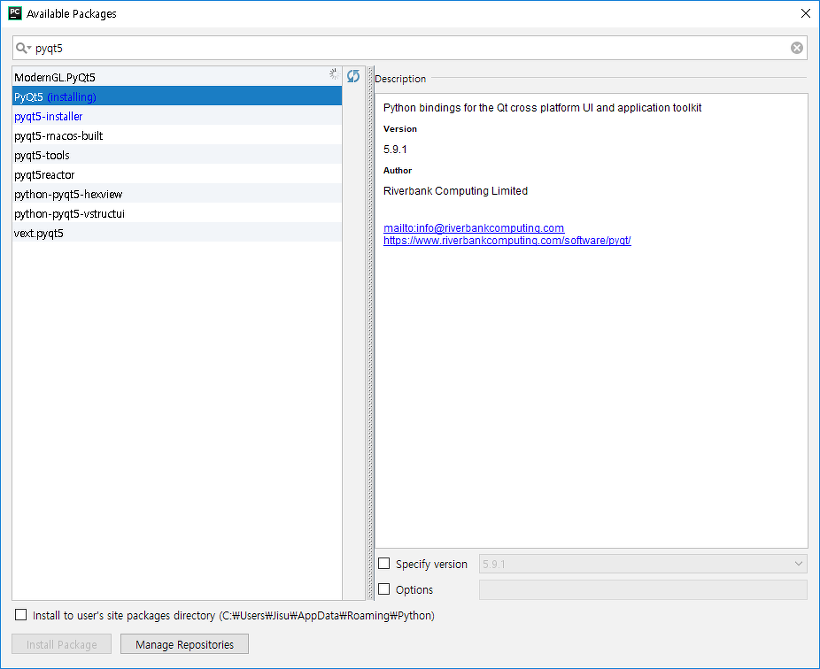 PC
Available Packages
pyqt5
ModernGL.PyQt5
PyQt5 (installing)
pyqt5-installer
pyqt5-macos-built
pyqt5-tools
pyqt5reactor
python-pyqt5-hexview
python-pyqt5-vstructui
vext.pyqt5
Description
Python bindings for the Qt cross platform UI and application toolkit
Version
5.9.1
Author
Riverbank Computing Limited
mailto:info@riverbankcomputing.com
https://www.riverbankcomputing.com/software/pyqt/
Specify version 5.9.1
Options
Install to user's site packages directory (C:₩Users₩Jisu₩AppData₩Roaming₩Python)
Install Package Manage Repositories